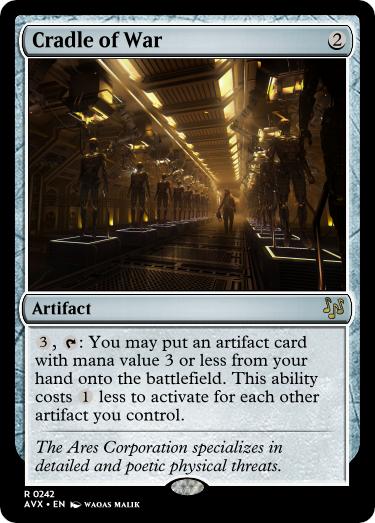 Cradle of War 2
Artifact
3, T: You may put an artifact card
with mana value 3 or less from your
hand onto the battlefield. This ability
costs 1 less to activate for each other
artifact you control.
The Ares Corporation specializes in
detailed and poetic physical threats.
R 0242
AVX • EN WAQAS MALIK